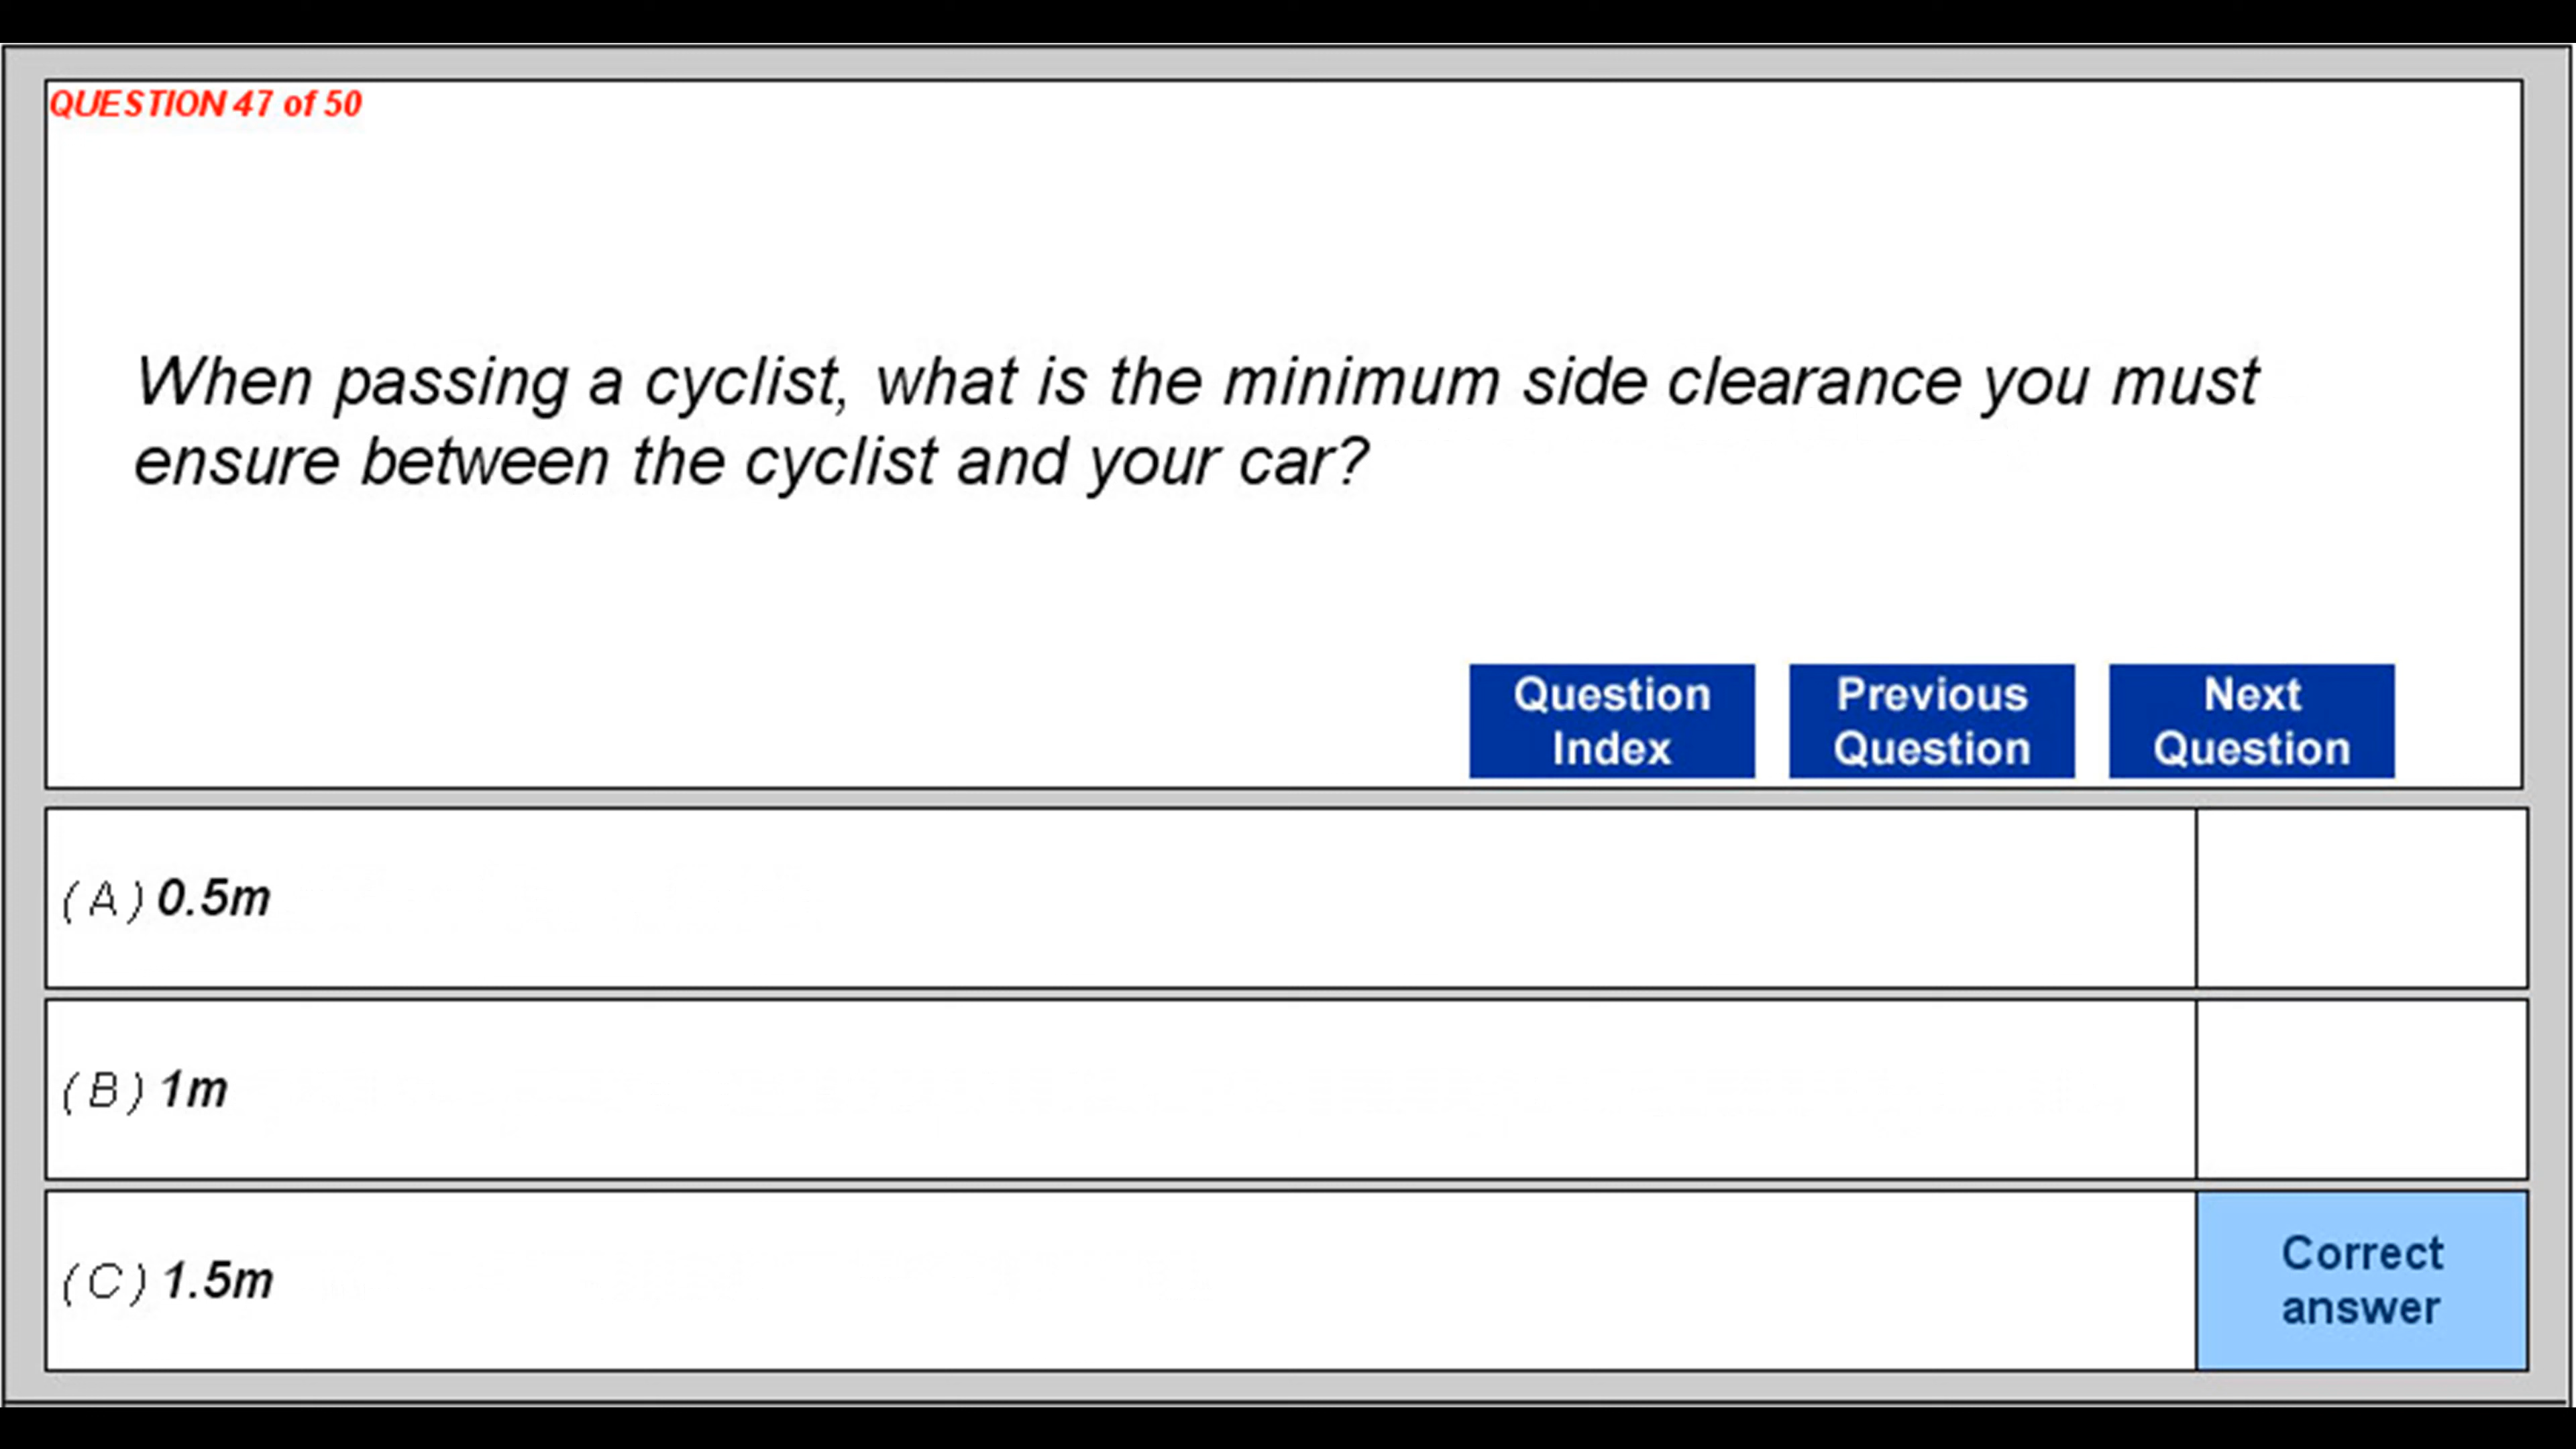 QUESTION 47 of 50
When passing a cyclist, what is the minimum side clearance you must
ensure between the cyclist and your car?
Question Index
Previous Question
Next Question
(A) 0.5m
(B) 1m
(C) 1.5m
Correct answer